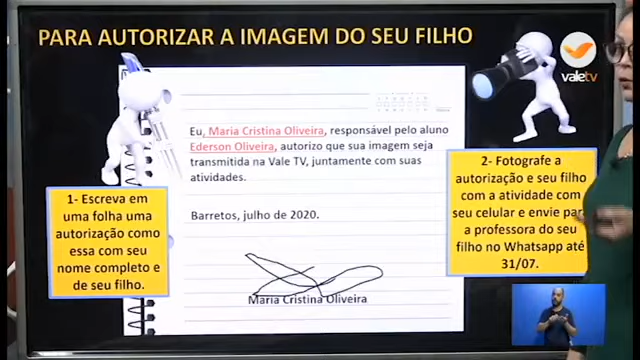 PARA AUTORIZAR A IMAGEM DO SEU FILHO
valetv
Eu, Maria Cristina Oliveira, responsável pelo aluno
Ederson Oliveira, autorizo que sua imagem seja
transmitida na Vale TV, juntamente com suas
atividades.
Barretos, julho de 2020.
Maria Cristina Oliveira
1- Escreva em
uma folha uma
autorização como
essa com seu
nome completo e
de seu filho.
2- Fotografe a
autorização e seu filho
com a atividade com
seu celular e envie para
a professora do seu
filho no Whatsapp até
31/07.